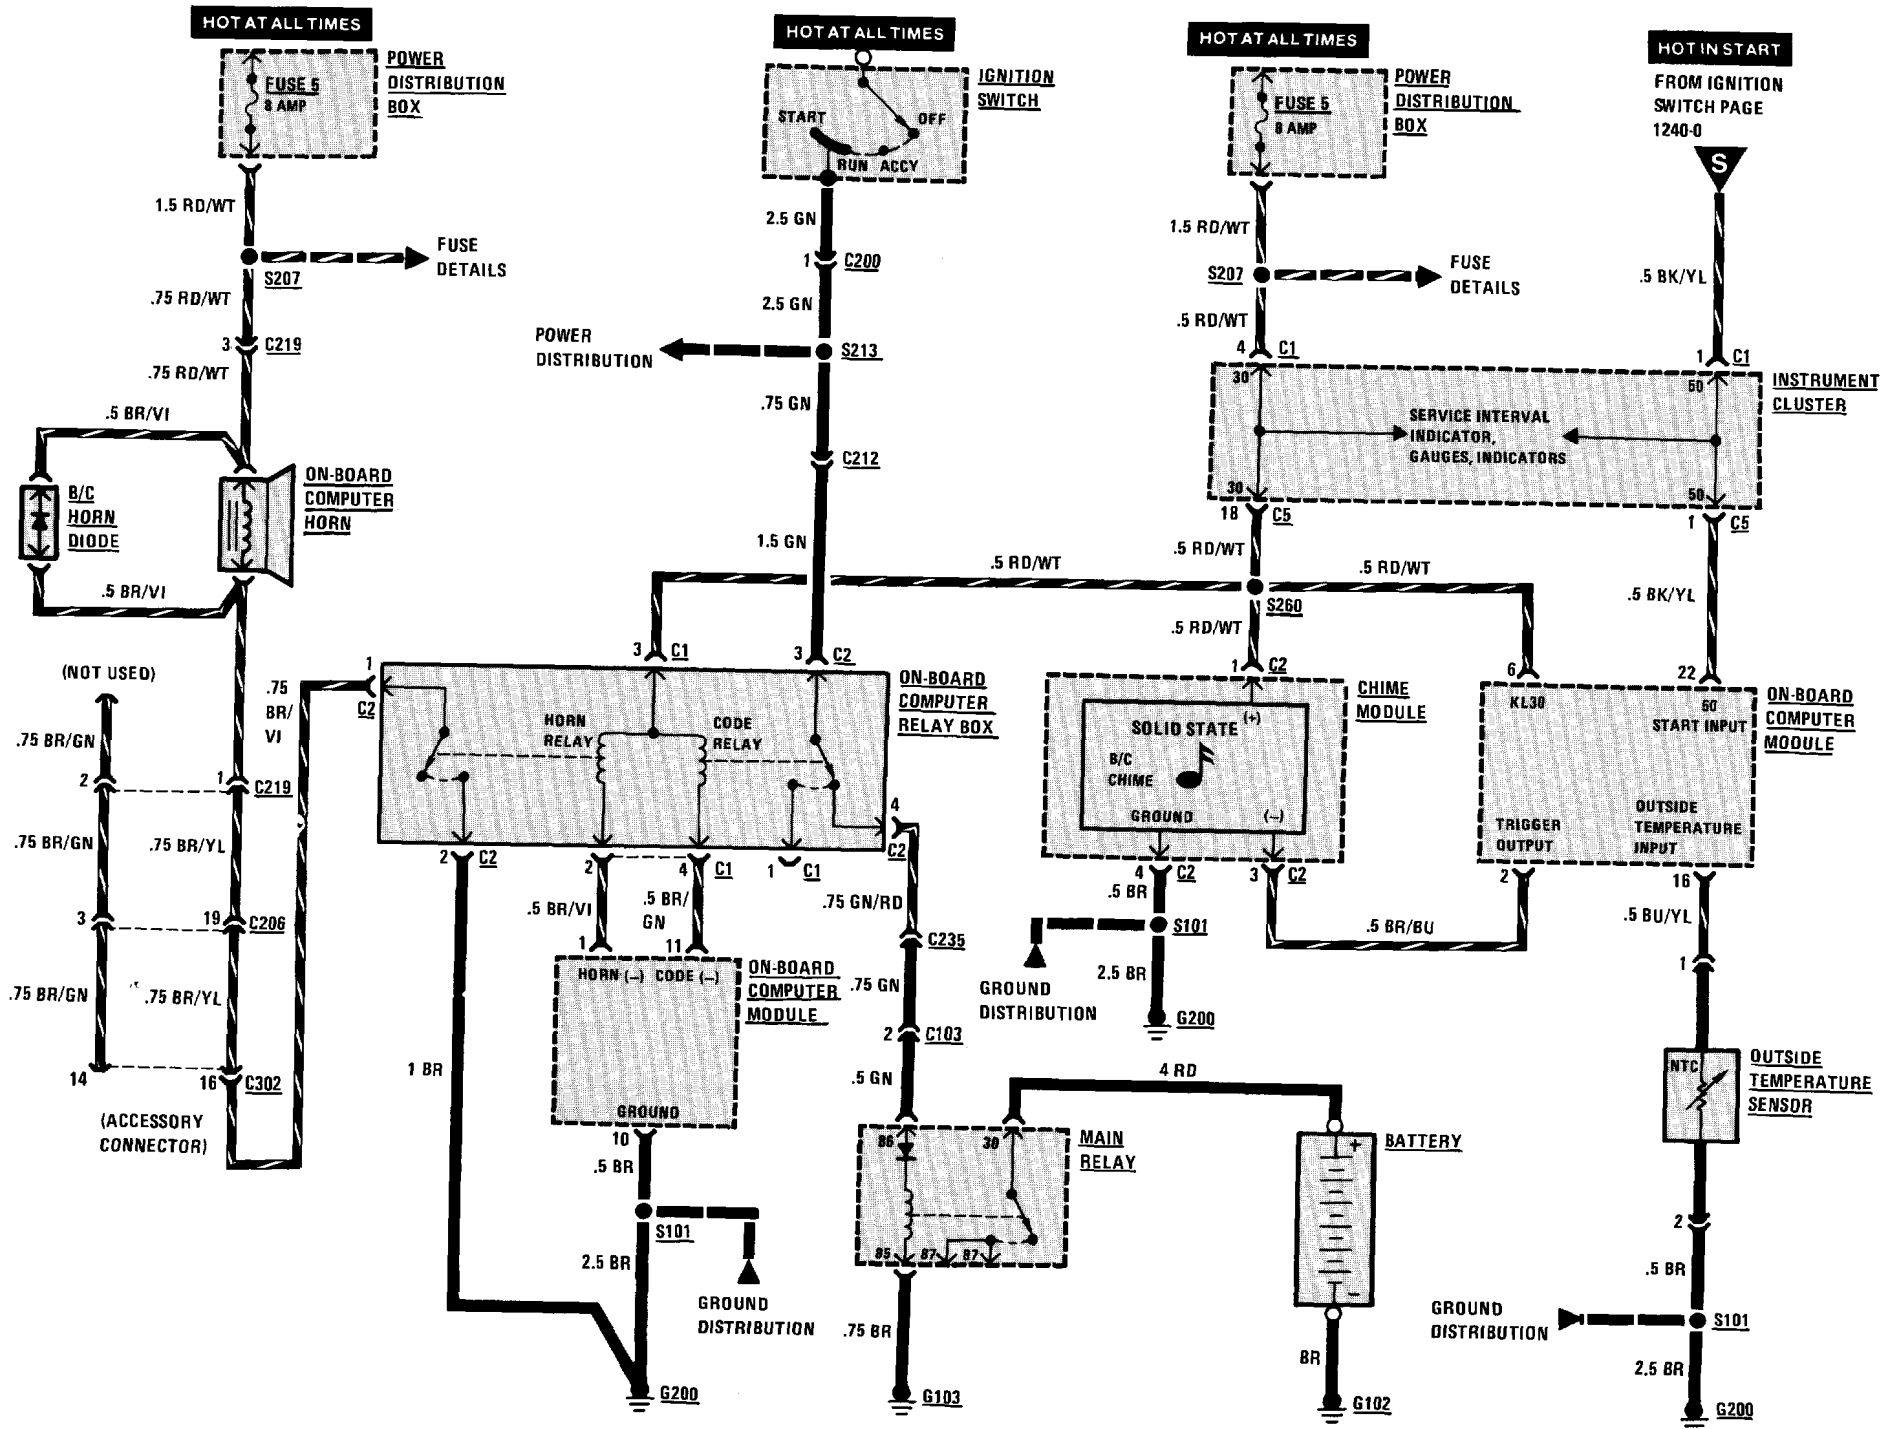 HOT AT ALL TIMES
FUSE 5
8 AMP
POWER
DISTRIBUTION
BOX
1.5 RD/WT
FUSE
DETAILS
S207
.75 RD/WT
3
C219
.75 RD/WT
.5 BR/VI
B/C
HORN
DIODE
ON-BOARD
COMPUTER
HORN
.5 BR/VI
(NOT USED)
.75 BR/GN
2
1
C219
.75 BR/GN
.75 BR/YL
3
19
C206
.75 BR/GN
.75 BR/YL
14
16
C302
(ACCESSORY
CONNECTOR)
.75
BR/
VI
1
C2
HOT AT ALL TIMES
IGNITION
SWITCH
START
OFF
RUN
ACCY
2.5 GN
1
C200
2.5 GN
POWER
DISTRIBUTION
S213
.75 GN
C212
1.5 GN
.5 RD/WT
3
C1
3
C2
HORN
RELAY
CODE
RELAY
ON-BOARD
COMPUTER
RELAY BOX
4
C2
2
C2
2
4
C1
1
C1
.5 BR/VI
.5 BR/
GN
.75 GN/RD
1
11
C235
HORN (–)
CODE (–)
ON-BOARD
COMPUTER
MODULE
GROUND
.75 GN
2
C103
.5 GN
1 BR
10
.5 BR
S101
2.5 BR
GROUND
DISTRIBUTION
G200
4 RD
86
30
MAIN
RELAY
85
87
87
.75 BR
G103
+
BATTERY
–
BR
G102
HOT AT ALL TIMES
FUSE 5
8 AMP
POWER
DISTRIBUTION
BOX
1.5 RD/WT
S207
FUSE
DETAILS
.5 RD/WT
4
C1
HOT IN START
FROM IGNITION
SWITCH PAGE
1240-0
S
.5 BK/YL
1
C1
30
50
INSTRUMENT
CLUSTER
SERVICE INTERVAL
INDICATOR,
GAUGES, INDICATORS
30
50
18
C5
1
C5
.5 RD/WT
.5 RD/WT
S260
.5 BK/YL
.5 RD/WT
1
C2
6
22
SOLID STATE
(+)
B/C
CHIME
GROUND
(–)
CHIME
MODULE
KL30
50
START INPUT
ON-BOARD
COMPUTER
MODULE
TRIGGER
OUTPUT
OUTSIDE
TEMPERATURE
INPUT
4
C2
3
C2
2
16
.5 BR
S101
.5 BR/BU
.5 BU/YL
2.5 BR
GROUND
DISTRIBUTION
G200
1
NTC
OUTSIDE
TEMPERATURE
SENSOR
2
.5 BR
GROUND
DISTRIBUTION
S101
2.5 BR
G200